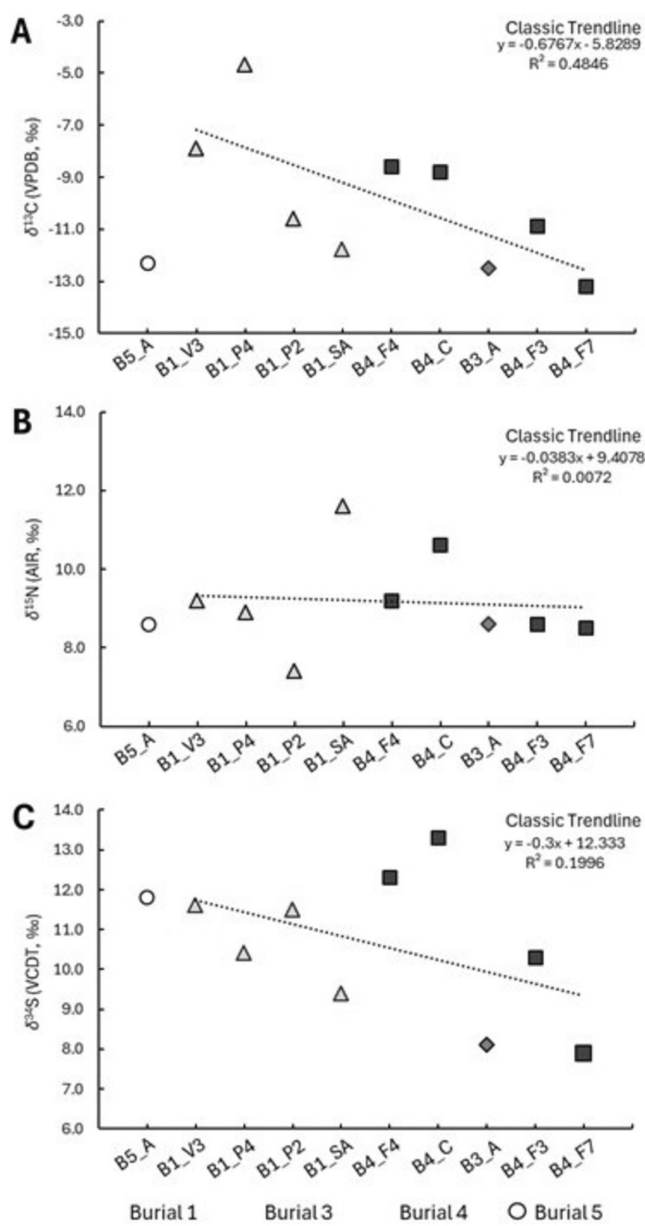 A
Classic Trendline
y = -0.6767x - 5.8289
R² = 0.4846
δ¹³C (VPDB, ‰)
-3.0
-5.0
-7.0
-9.0
-11.0
-13.0
-15.0
B5_A B1_V3 B1_P4 B1_P2 B1_SA B4_F4 B4_C B3_A B4_F3 B4_F7
B
Classic Trendline
y = -0.0383x + 9.4078
R² = 0.0072
δ¹⁵N (AIR, ‰)
14.0
12.0
10.0
8.0
6.0
B5_A B1_V3 B1_P4 B1_P2 B1_SA B4_F4 B4_C B3_A B4_F3 B4_F7
C
Classic Trendline
y = -0.3x + 12.333
R² = 0.1996
δ³⁴S (VCDT, ‰)
14.0
13.0
12.0
11.0
10.0
9.0
8.0
7.0
6.0
B5_A B1_V3 B1_P4 B1_P2 B1_SA B4_F4 B4_C B3_A B4_F3 B4_F7
Burial 1 Burial 3 Burial 4 Burial 5